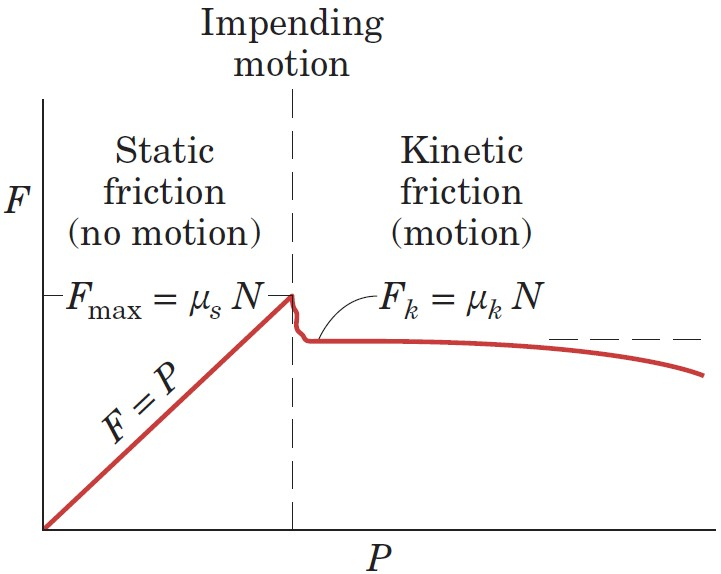 Impending
motion
Static
friction
(no motion)
Kinetic
friction
(motion)
F
F_max = μ_s N
F_k = μ_k N
F = P
P